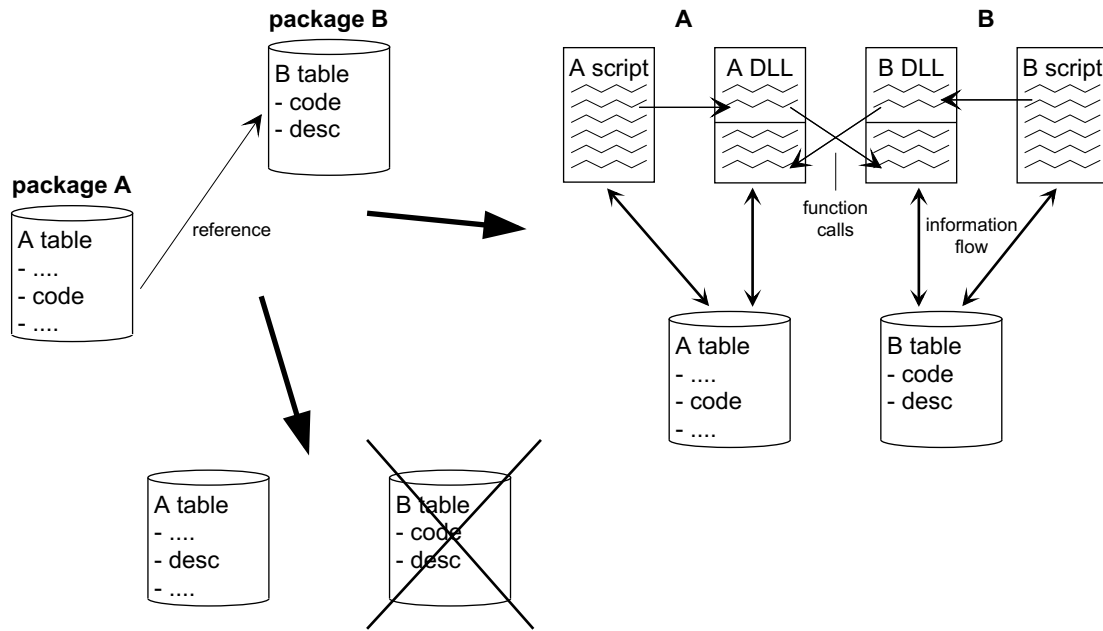 package B
B table
- code
- desc
package A
A table
- ....
- code
- ....
reference
A
B
A script
A DLL
B DLL
B script
function
calls
information
flow
A table
- ....
- code
- ....
B table
- code
- desc
A table
- ....
- desc
- ....
B table
- code
- desc